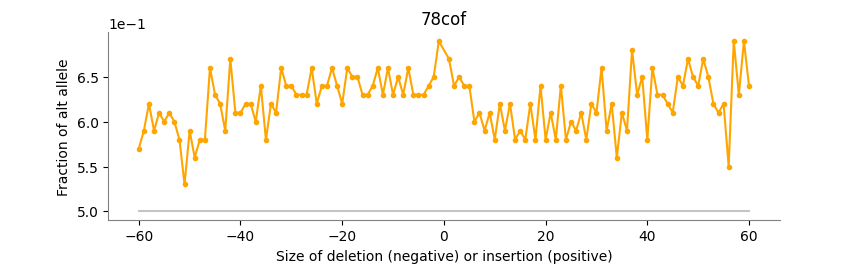 78cof
1e−1
Fraction of alt allele
6.5
6.0
5.5
5.0
−60 −40 −20 0 20 40 60
Size of deletion (negative) or insertion (positive)